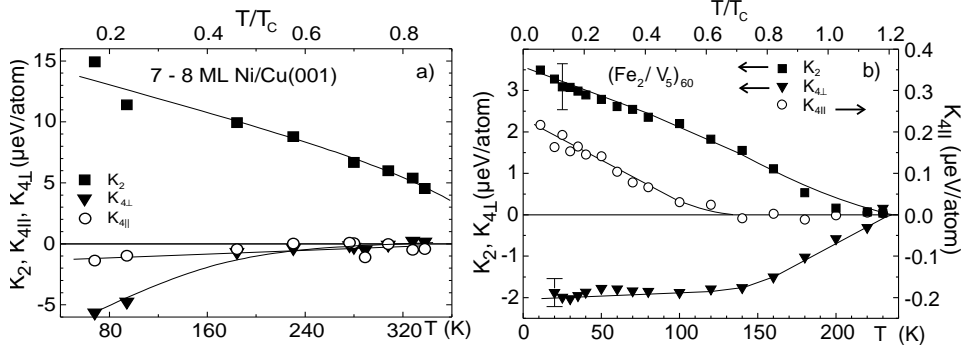 T/T_C
0.2 0.4 0.6 0.8
15
10
5
0
-5
K_2, K_4||, K_4⊥ (μeV/atom)
7 - 8 ML Ni/Cu(001)
a)
K_2
K_4⊥
K_4||
80 160 240 320 T (K)
T/T_C
0.0 0.2 0.4 0.6 0.8 1.0 1.2
3
2
1
0
-1
-2
K_2, K_4⊥ (μeV/atom)
(Fe_2/ V_5)_60
b)
K_2
K_4⊥
K_4||
0.4
0.3
0.2
0.1
0.0
-0.1
-0.2
K_4|| (μeV/atom)
0 50 100 150 200 T (K)